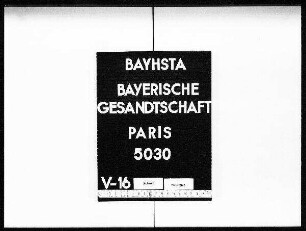 BAYHSTA
BAYERISCHE
GESANDTSCHAFT
PARIS
5030
V-16